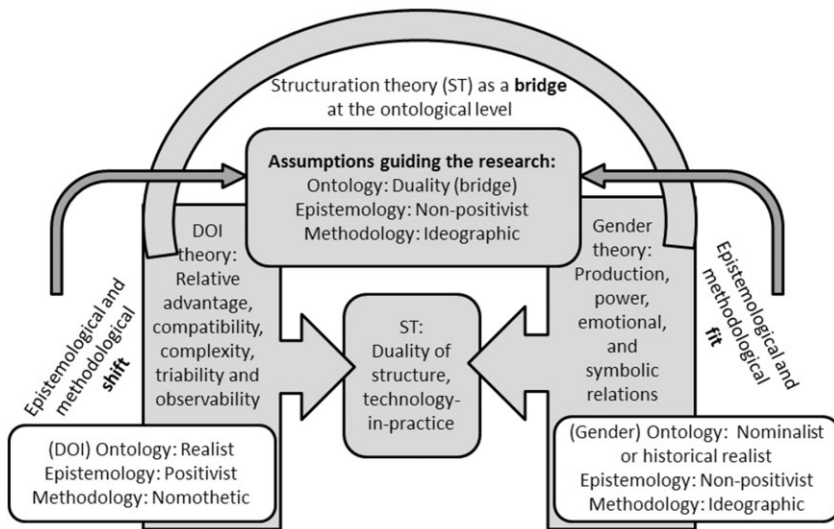 Structuration theory (ST) as a bridge
at the ontological level
Assumptions guiding the research:
Ontology: Duality (bridge)
Epistemology: Non-positivist
Methodology: Ideographic
DOI
theory:
Relative
advantage,
compatibility,
complexity,
triability and
observability
ST:
Duality of
structure,
technology-
in-practice
Gender
theory:
Production,
power,
emotional,
and
symbolic
relations
Epistemological and
methodological
shift
Epistemological and
methodological
fit
(DOI) Ontology: Realist
Epistemology: Positivist
Methodology: Nomothetic
(Gender) Ontology: Nominalist
or historical realist
Epistemology: Non-positivist
Methodology: Ideographic